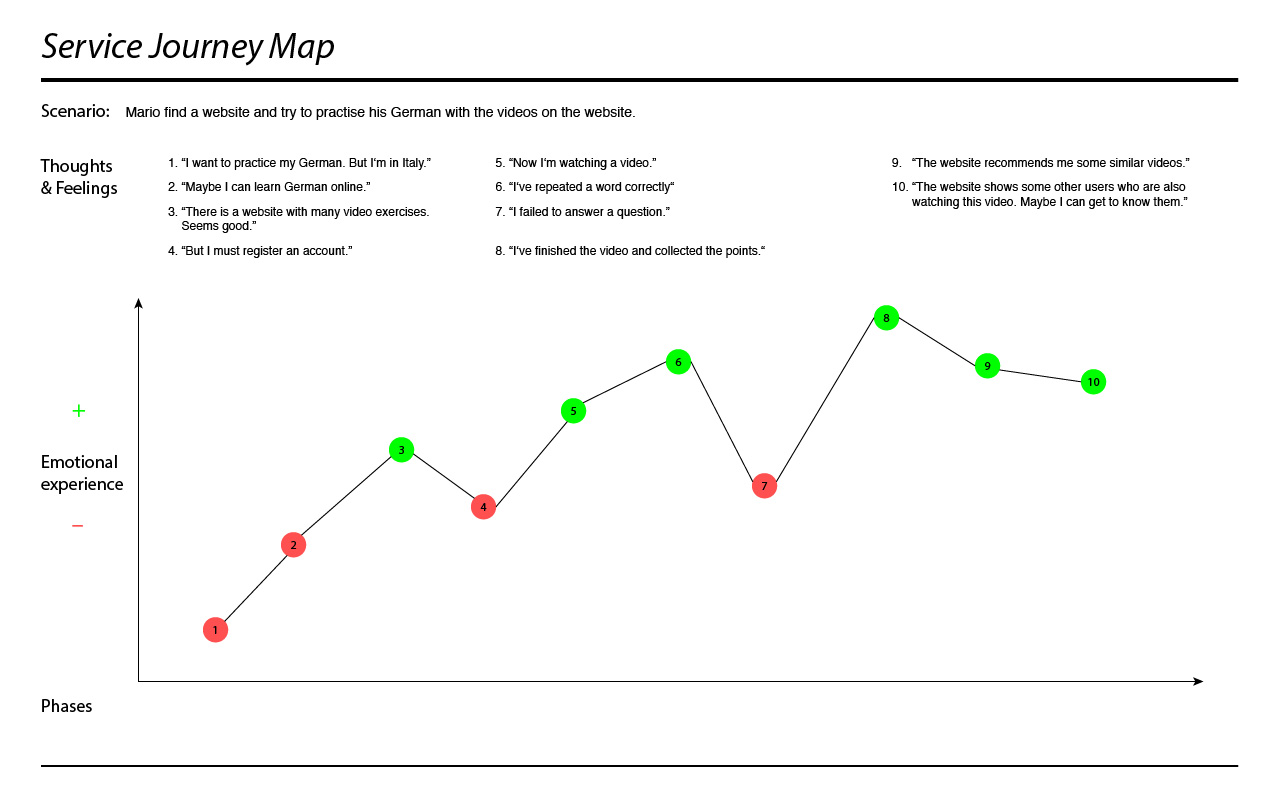 Service Journey Map
Scenario: Mario find a website and try to practise his German with the videos on the website.
Thoughts
& Feelings
1. “I want to practice my German. But I‘m in Italy.”
2. “Maybe I can learn German online.”
3. “There is a website with many video exercises.
Seems good.”
4. “But I must register an account.”
5. “Now I‘m watching a video.”
6. “I‘ve repeated a word correctly“
7. “I failed to answer a question.”
8. “I‘ve finished the video and collected the points.“
9. “The website recommends me some similar videos.”
10. “The website shows some other users who are also
watching this video. Maybe I can get to know them.”
+
Emotional
experience
–
1
2
3
4
5
6
7
8
9
10
Phases